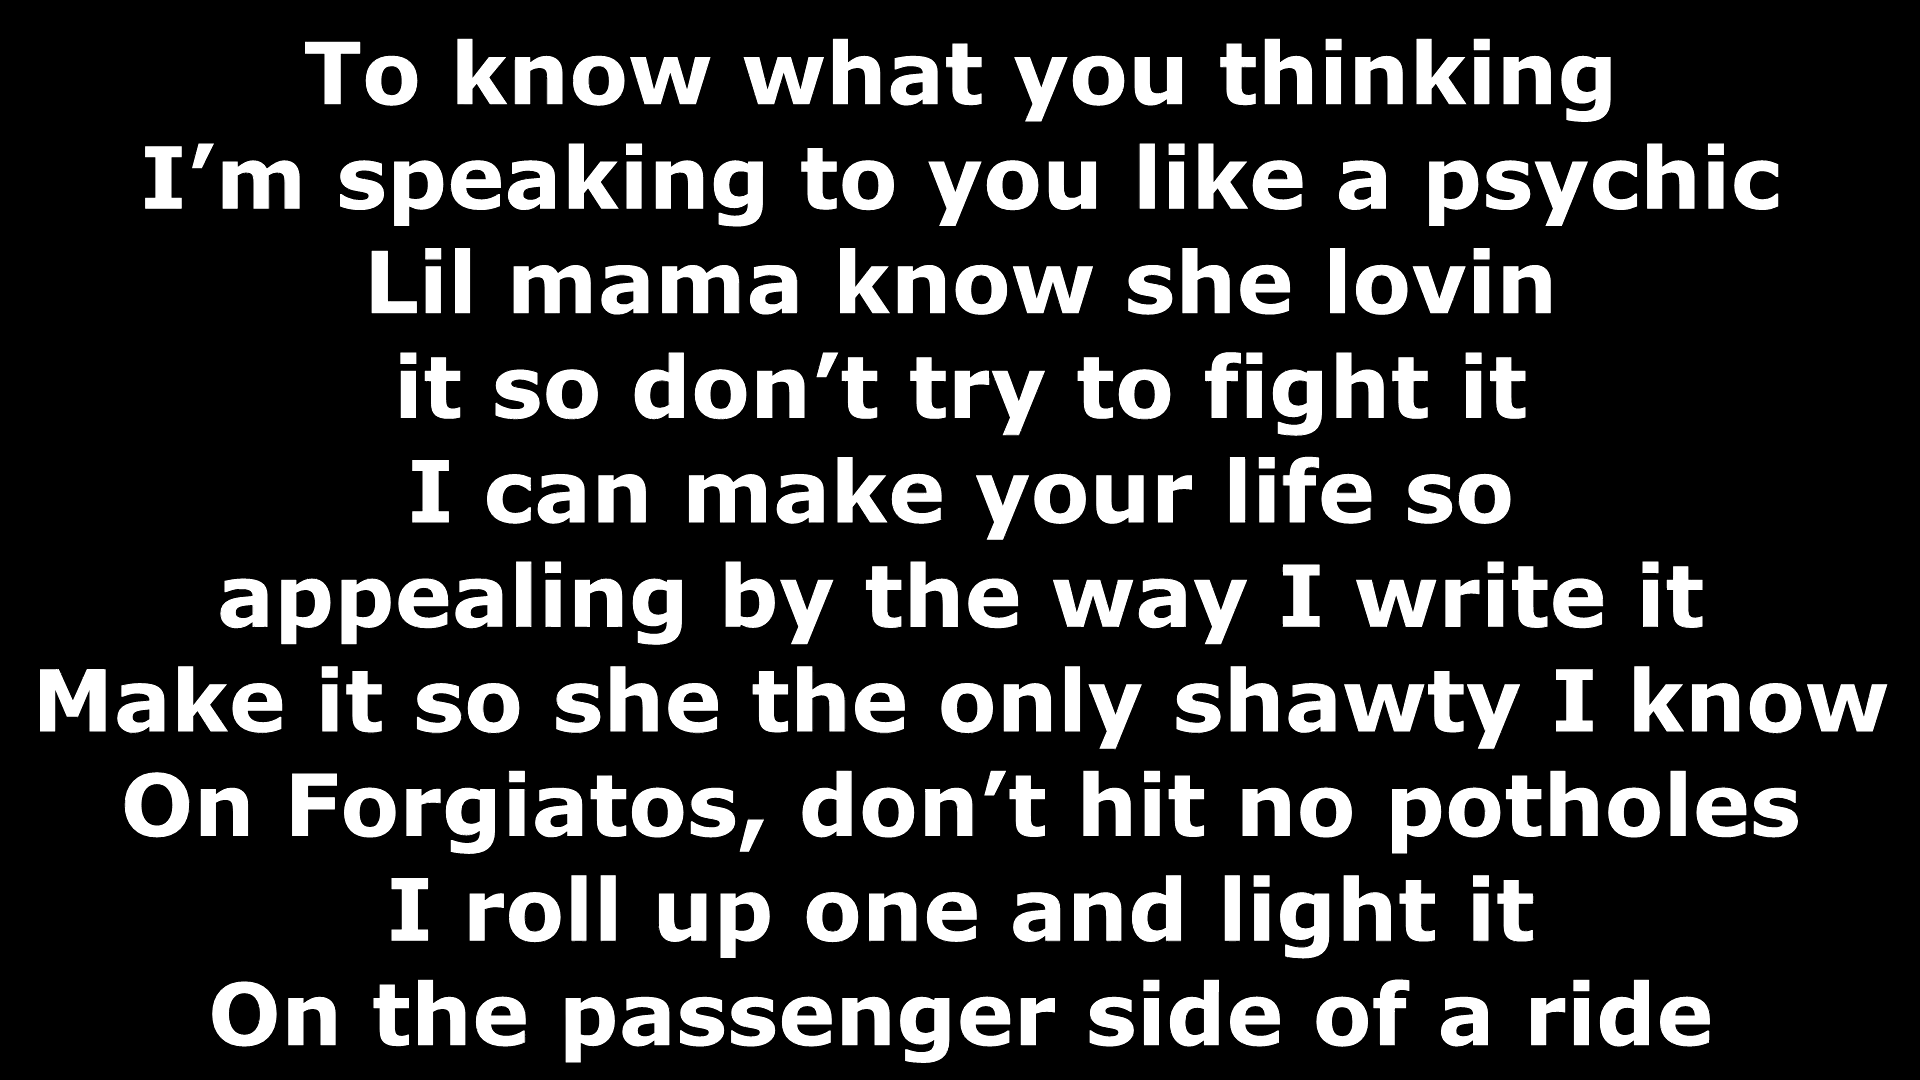 To know what you thinking
I’m speaking to you like a psychic
Lil mama know she lovin
it so don’t try to fight it
I can make your life so
appealing by the way I write it
Make it so she the only shawty I know
On Forgiatos, don’t hit no potholes
I roll up one and light it
On the passenger side of a ride